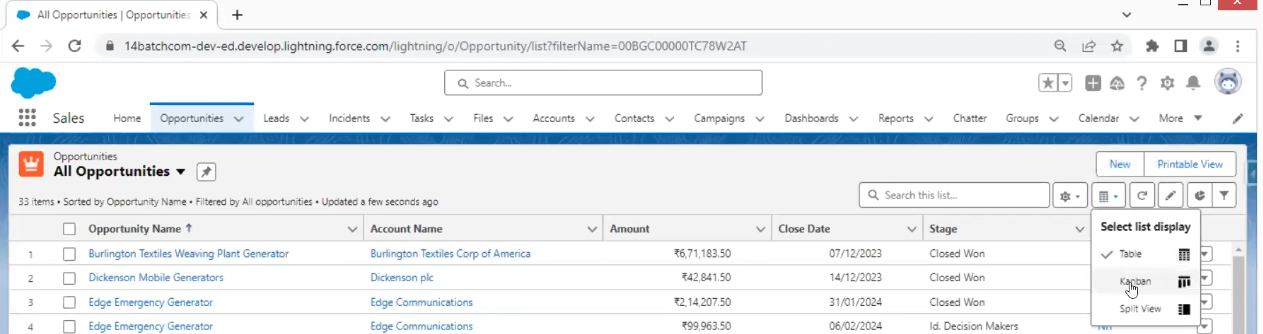 All Opportunities | Opportunities
14batchcom-dev-ed.develop.lightning.force.com/lightning/o/Opportunity/list?filterName=00BGC00000TC78W2AT
Search...
Sales Home Opportunities Leads Incidents Tasks Files Accounts Contacts Campaigns Dashboards Reports Chatter Groups Calendar More
Opportunities
All Opportunities
New Printable View
33 items • Sorted by Opportunity Name • Filtered by All opportunities • Updated a few seconds ago
Search this list...
Opportunity Name Account Name Amount Close Date Stage
1 Burlington Textiles Weaving Plant Generator Burlington Textiles Corp of America ₹6,71,183.50 07/12/2023 Closed Won
2 Dickenson Mobile Generators Dickenson plc ₹42,841.50 14/12/2023 Closed Won
3 Edge Emergency Generator Edge Communications ₹2,14,207.50 31/01/2024 Closed Won
4 Edge Emergency Generator Edge Communications ₹99,963.50 06/02/2024 Id. Decision Makers
Select list display
Table
Kanban
Split View